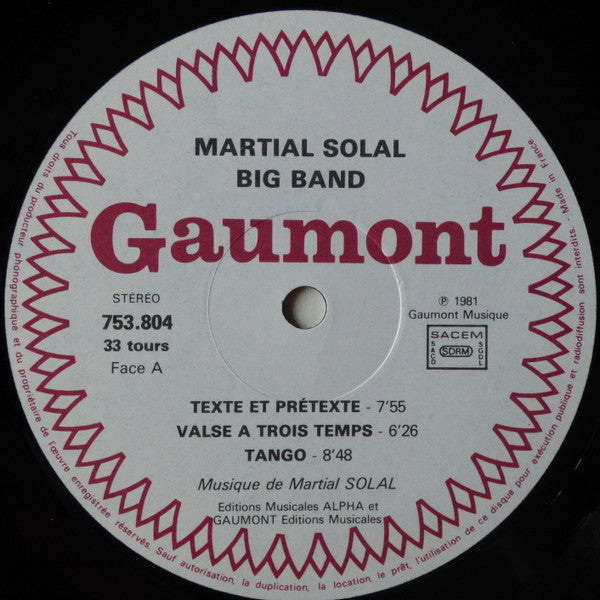 MARTIAL SOLAL
BIG BAND
Gaumont
STÉRÉO
753.804
33 tours
Face A
℗ 1981
Gaumont Musique
SACEM
SACD
SDRM
SGDL
TEXTE ET PRÉTEXTE - 7'55
VALSE A TROIS TEMPS - 6'26
TANGO - 8'48
Musique de Martial SOLAL
Editions Musicales ALPHA et
GAUMONT Editions Musicales
Tous droits du producteur phonographique et du propriétaire de l'œuvre enregistrée réservés. Sauf autorisation, la duplication, la location, le prêt, l'utilisation de ce disque pour exécution publique et radiodiffusion sont interdits. - Made in France.